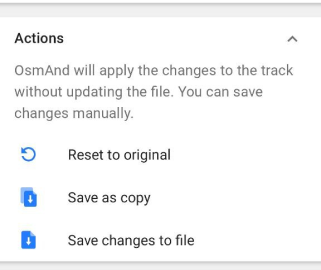 Actions
OsmAnd will apply the changes to the track
without updating the file. You can save
changes manually.
Reset to original
Save as copy
Save changes to file